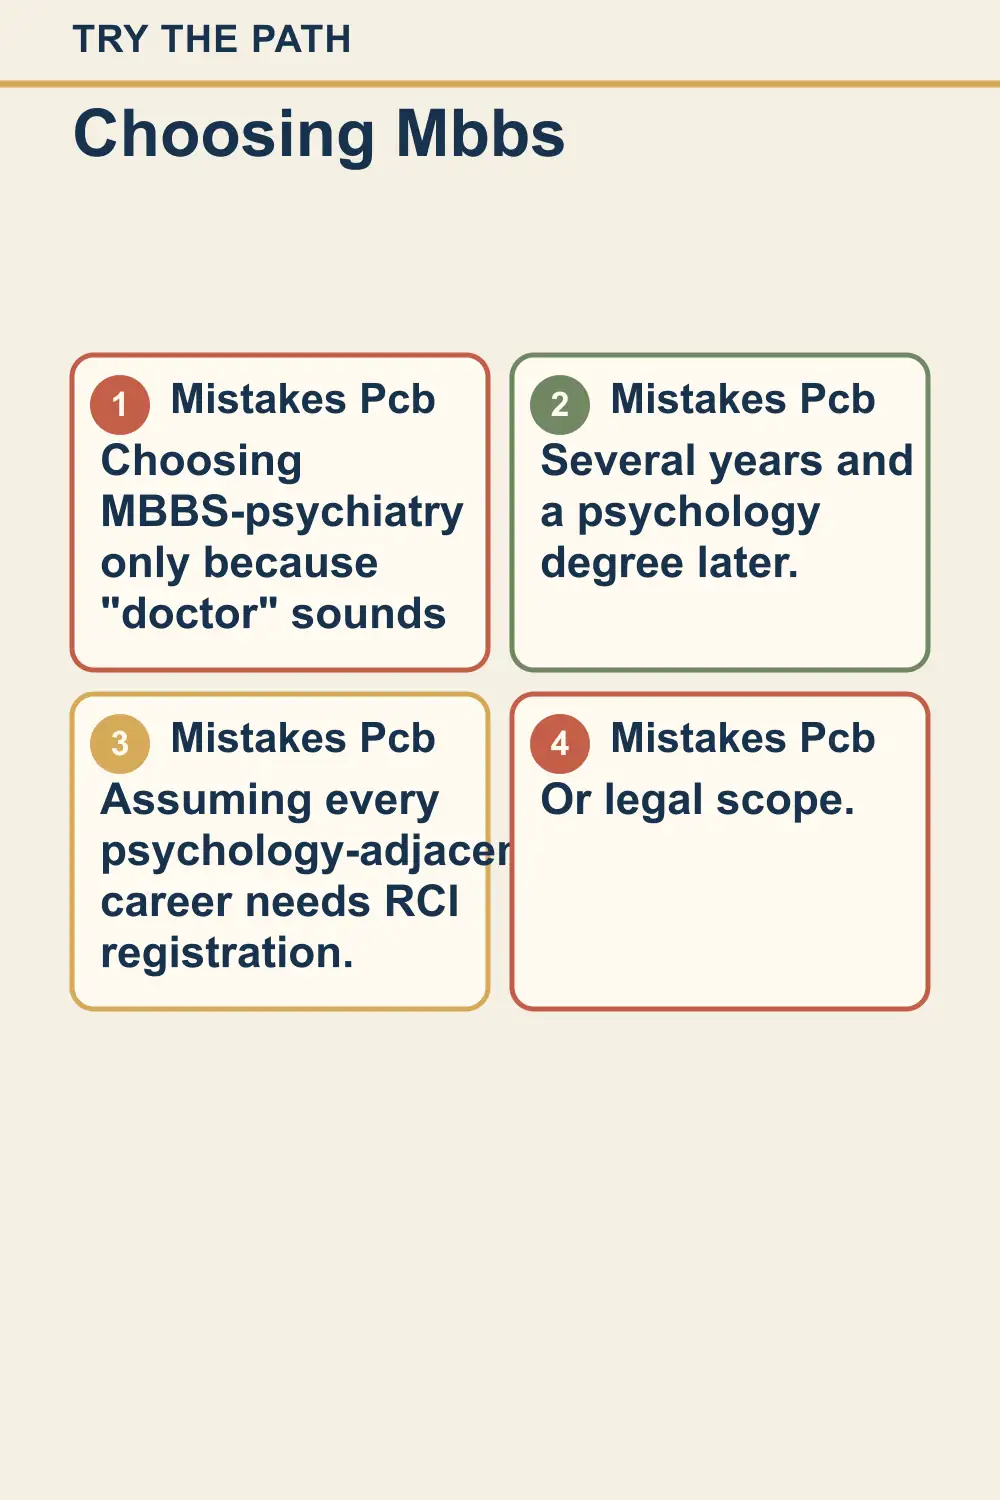 TRY THE PATH
Choosing Mbbs
1 Mistakes Pcb
Choosing
MBBS-psychiatry
only because
"doctor" sounds
2 Mistakes Pcb
Several years and
a psychology
degree later.
3 Mistakes Pcb
Assuming every
psychology-adjacen
career needs RCI
registration.
4 Mistakes Pcb
Or legal scope.